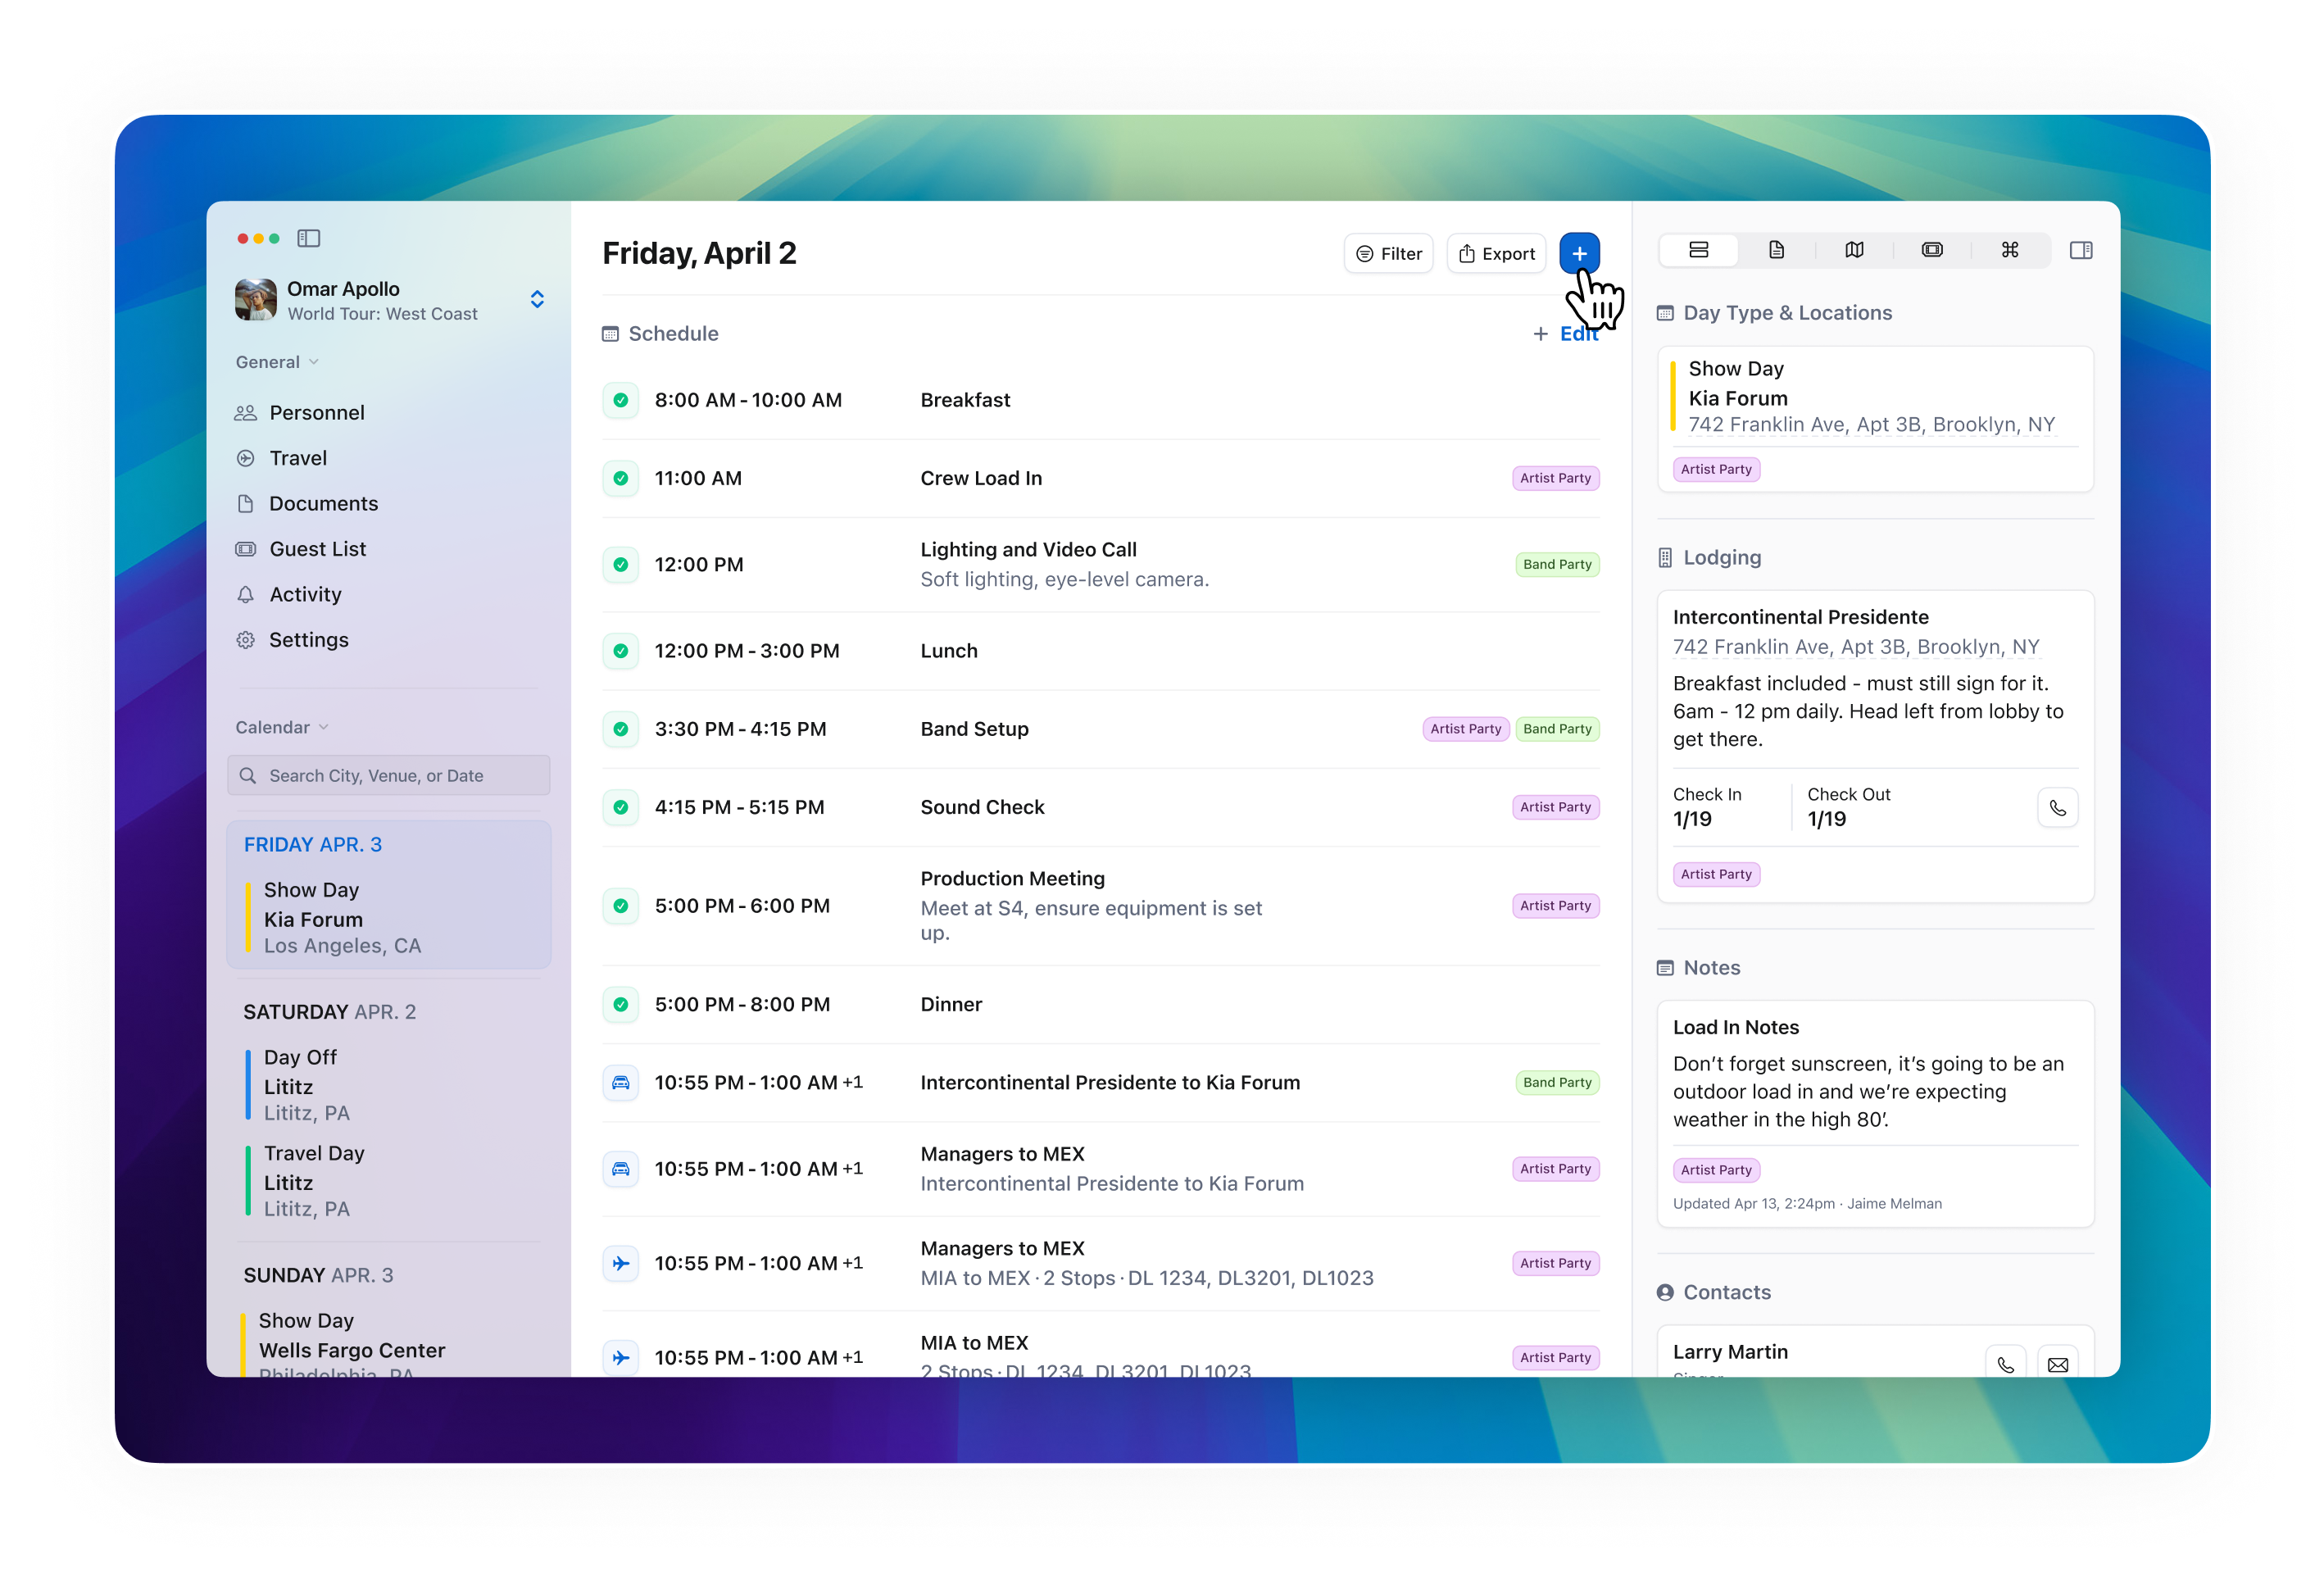 Omar Apollo
World Tour: West Coast
General
Personnel
Travel
Documents
Guest List
Activity
Settings
Calendar
Search City, Venue, or Date
FRIDAY APR. 3
Show Day
Kia Forum
Los Angeles, CA
SATURDAY APR. 2
Day Off
Lititz
Lititz, PA
Travel Day
Lititz
Lititz, PA
SUNDAY APR. 3
Show Day
Wells Fargo Center
Philadelphia, PA
Friday, April 2
Filter
Export
Schedule
Edit
8:00 AM - 10:00 AM Breakfast
11:00 AM Crew Load In Artist Party
12:00 PM Lighting and Video Call Band Party
Soft lighting, eye-level camera.
12:00 PM - 3:00 PM Lunch
3:30 PM - 4:15 PM Band Setup Artist Party Band Party
4:15 PM - 5:15 PM Sound Check Artist Party
5:00 PM - 6:00 PM Production Meeting Artist Party
Meet at S4, ensure equipment is set
up.
5:00 PM - 8:00 PM Dinner
10:55 PM - 1:00 AM +1 Intercontinental Presidente to Kia Forum Band Party
10:55 PM - 1:00 AM +1 Managers to MEX Artist Party
Intercontinental Presidente to Kia Forum
10:55 PM - 1:00 AM +1 Managers to MEX Artist Party
MIA to MEX · 2 Stops · DL 1234, DL3201, DL1023
10:55 PM - 1:00 AM +1 MIA to MEX Artist Party
2 Stops · DL 1234, DL3201, DL1023
Day Type & Locations
Show Day
Kia Forum
742 Franklin Ave, Apt 3B, Brooklyn, NY
Artist Party
Lodging
Intercontinental Presidente
742 Franklin Ave, Apt 3B, Brooklyn, NY
Breakfast included - must still sign for it.
6am - 12 pm daily. Head left from lobby to
get there.
Check In Check Out
1/19 1/19
Artist Party
Notes
Load In Notes
Don’t forget sunscreen, it’s going to be an
outdoor load in and we’re expecting
weather in the high 80’.
Artist Party
Updated Apr 13, 2:24pm · Jaime Melman
Contacts
Larry Martin